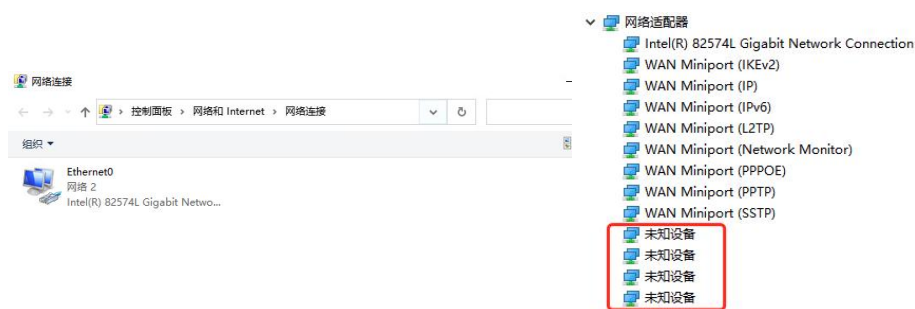 网络连接
控制面板 › 网络和 Internet › 网络连接
组织
Ethernet0
网络 2
Intel(R) 82574L Gigabit Netwo...
网络适配器
Intel(R) 82574L Gigabit Network Connection
WAN Miniport (IKEv2)
WAN Miniport (IP)
WAN Miniport (IPv6)
WAN Miniport (L2TP)
WAN Miniport (Network Monitor)
WAN Miniport (PPPOE)
WAN Miniport (PPTP)
WAN Miniport (SSTP)
未知设备
未知设备
未知设备
未知设备